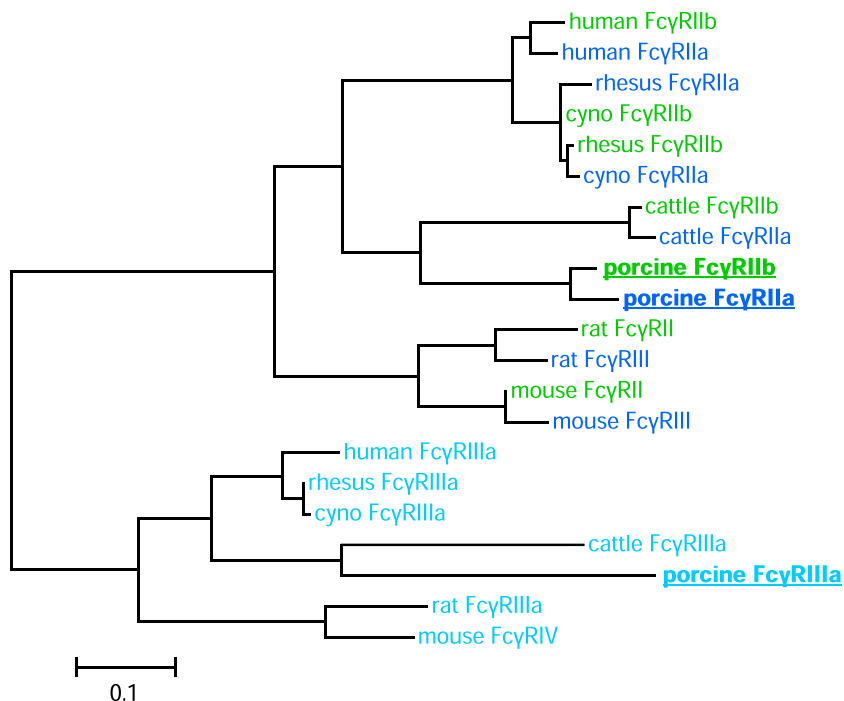 human FcγRIIb
human FcγRIIa
rhesus FcγRIIa
cyno FcγRIIb
rhesus FcγRIIb
cyno FcγRIIa
cattle FcγRIIb
cattle FcγRIIa
porcine FcγRIIb
porcine FcγRIIa
rat FcγRII
rat FcγRIII
mouse FcγRII
mouse FcγRIII
human FcγRIIIa
rhesus FcγRIIIa
cyno FcγRIIIa
cattle FcγRIIIa
porcine FcγRIIIa
rat FcγRIIIa
mouse FcγRIV
0.1